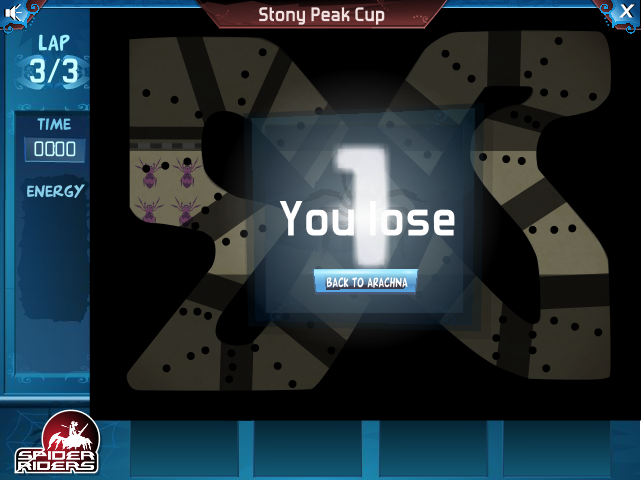 Stony Peak Cup
X
LAP
3/3
TIME
0000
ENERGY
1
You lose
BACK TO ARACHNA
SPIDER
RIDERS